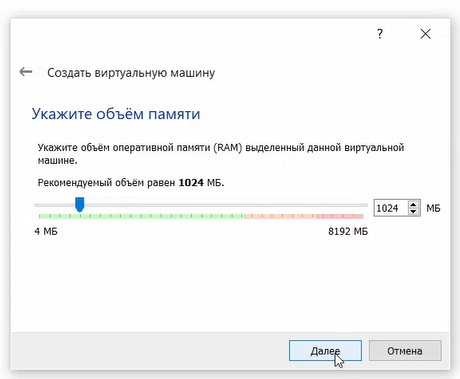 ?
Создать виртуальную машину
Укажите объём памяти
Укажите объём оперативной памяти (RAM) выделенный данной виртуальной
машине.
Рекомендуемый объём равен 1024 МБ.
1024 МБ
4 МБ 8192 МБ
Далее Отмена